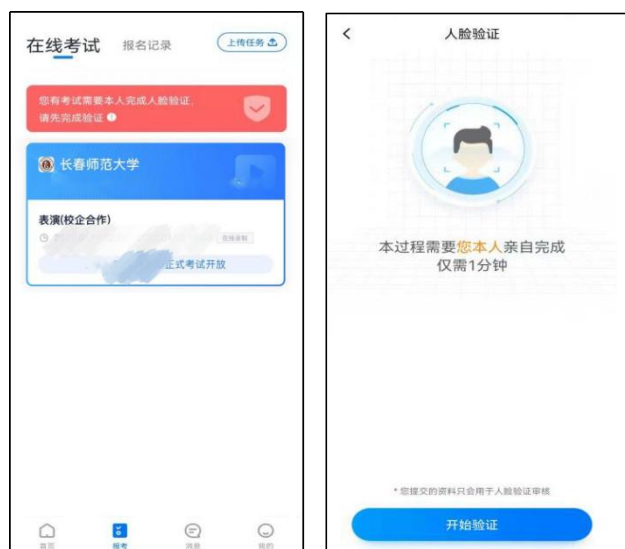 在线考试 报名记录 上传任务
您有考试需要本人完成人脸验证,
请先完成验证
长春师范大学
表演(校企合作)
在线录制
正式考试开放
首页 报考 消息 我的
人脸验证
本过程需要您本人亲自完成
仅需1分钟
*您提交的资料只会用于人脸验证审核
开始验证